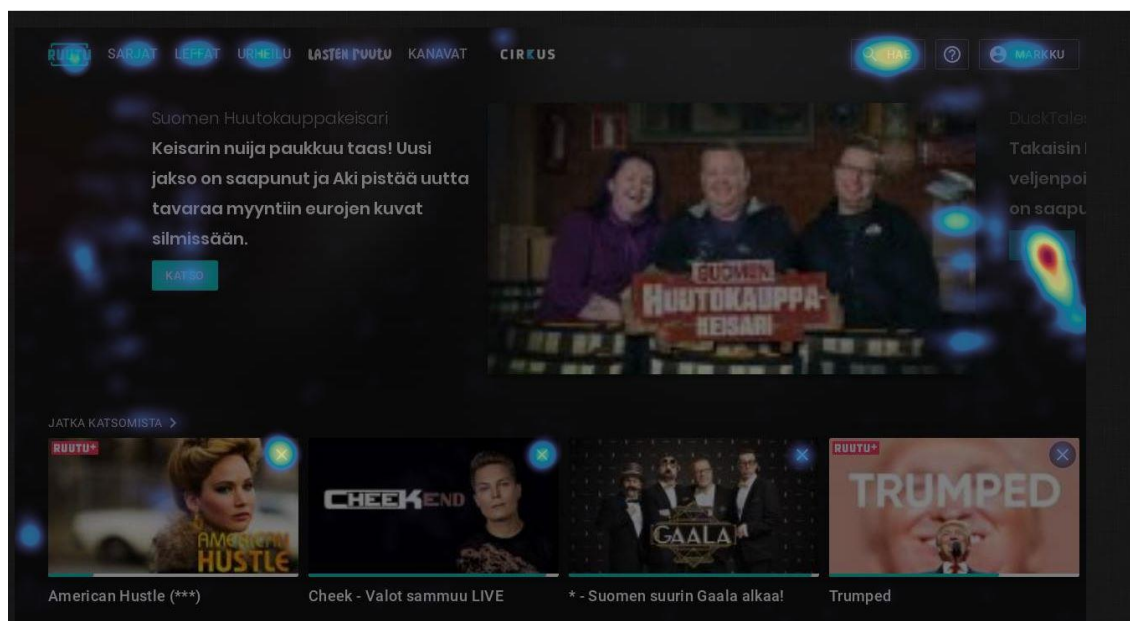 RUUTU SARJAT LEFFAT URHEILU LASTEN RUUTU KANAVAT CIRKUS HAE MARKKU
Suomen Huutokauppakeisari
Keisarin nuija paukkuu taas! Uusi
jakso on saapunut ja Aki pistää uutta
tavaraa myyntiin eurojen kuvat
silmissään.
KATSO
SUOMEN
HUUTOKAUPPA-
KEISARI
DuckTales
Takaisin
veljenpoi
on saapu
JATKA KATSOMISTA
RUUTU+
AMERICAN
HUSTLE
CHEEKEND
GAALA
RUUTU+
TRUMPED
American Hustle (***)
Cheek - Valot sammuu LIVE
* - Suomen suurin Gaala alkaa!
Trumped